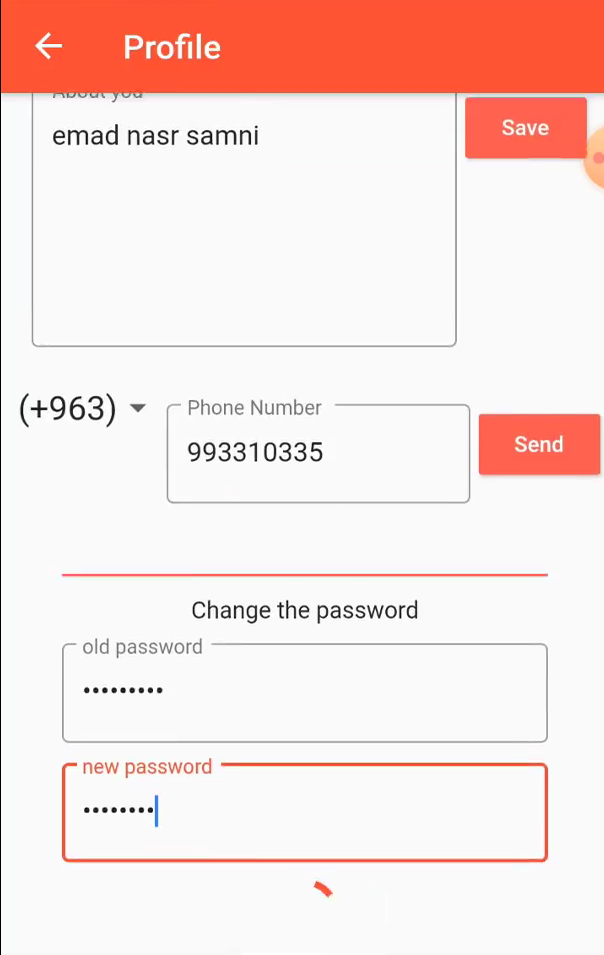 Profile
About you
emad nasr samni
Save
(+963)
Phone Number
993310335
Send
Change the password
old password
•••••••••
new password
••••••••